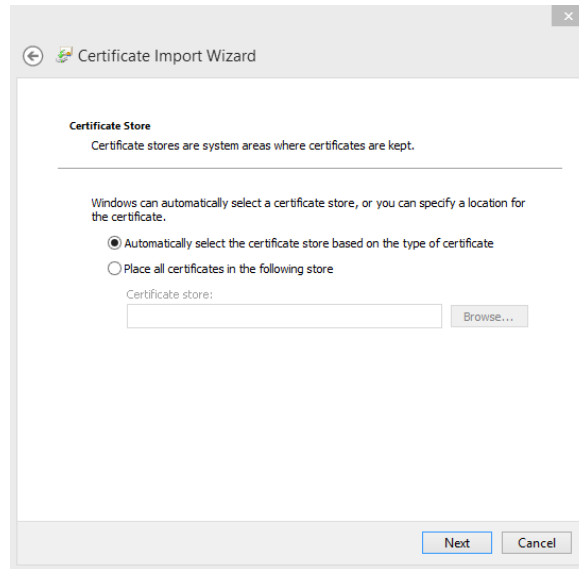 Certificate Import Wizard
Certificate Store
Certificate stores are system areas where certificates are kept.
Windows can automatically select a certificate store, or you can specify a location for
the certificate.
Automatically select the certificate store based on the type of certificate
Place all certificates in the following store
Certificate store:
Browse...
Next Cancel